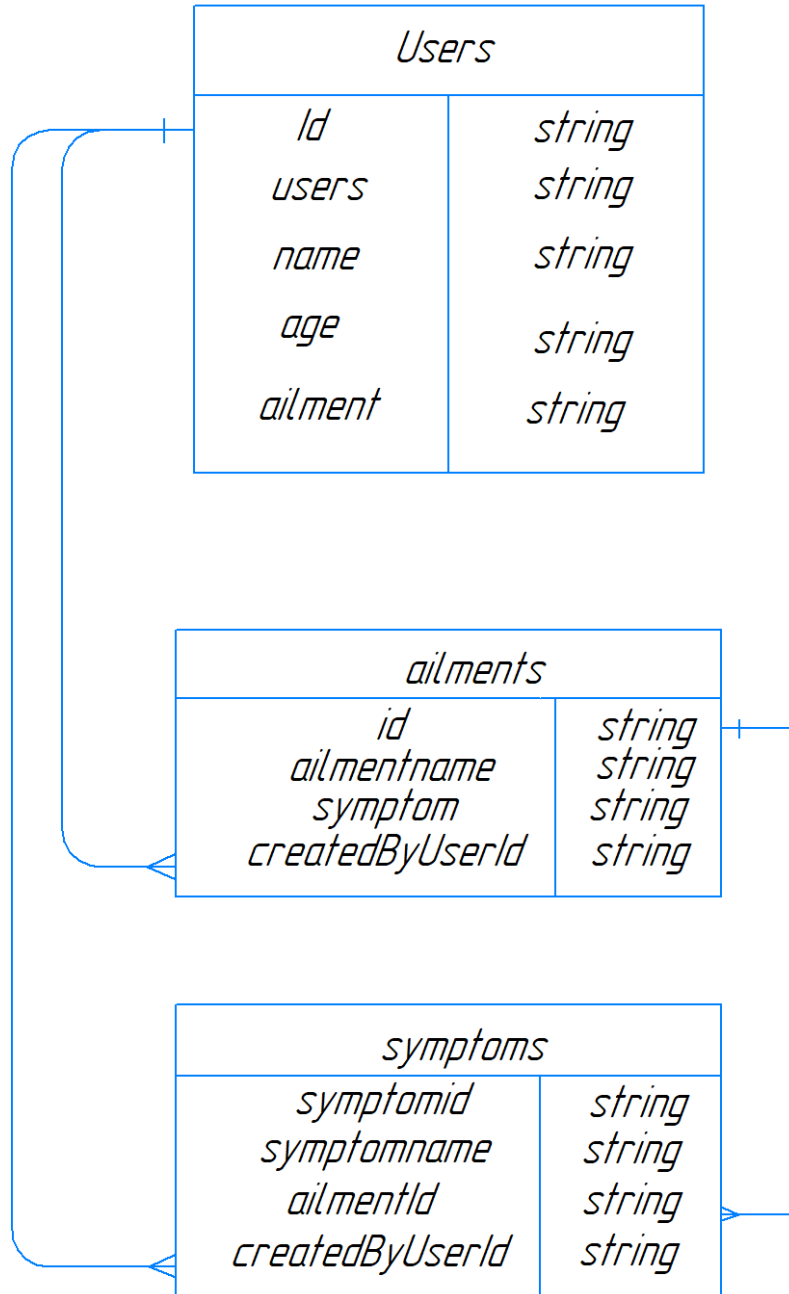 Users
Id string
users string
name string
age string
ailment string
ailments
id string
ailmentname string
symptom string
createdByUserId string
symptoms
symptomid string
symptomname string
ailmentId string
createdByUserId string